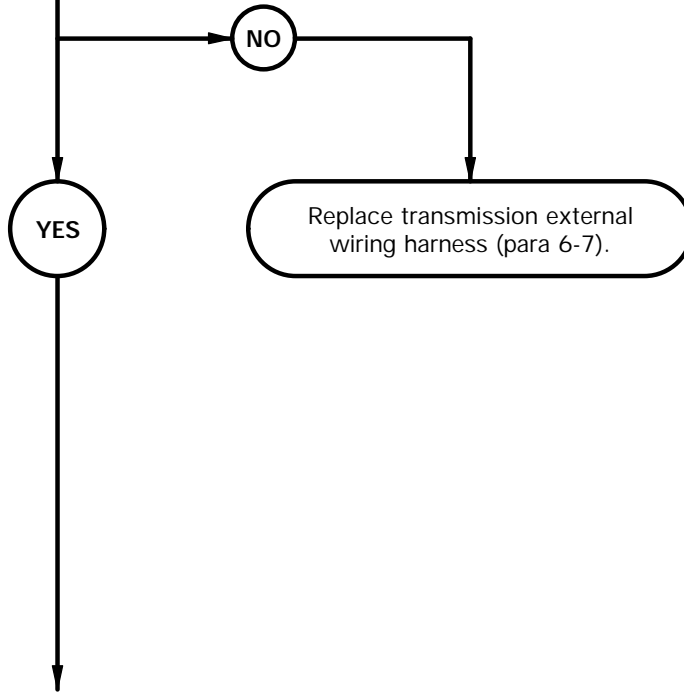 NO
YES
Replace transmission external
wiring harness (para 6-7).